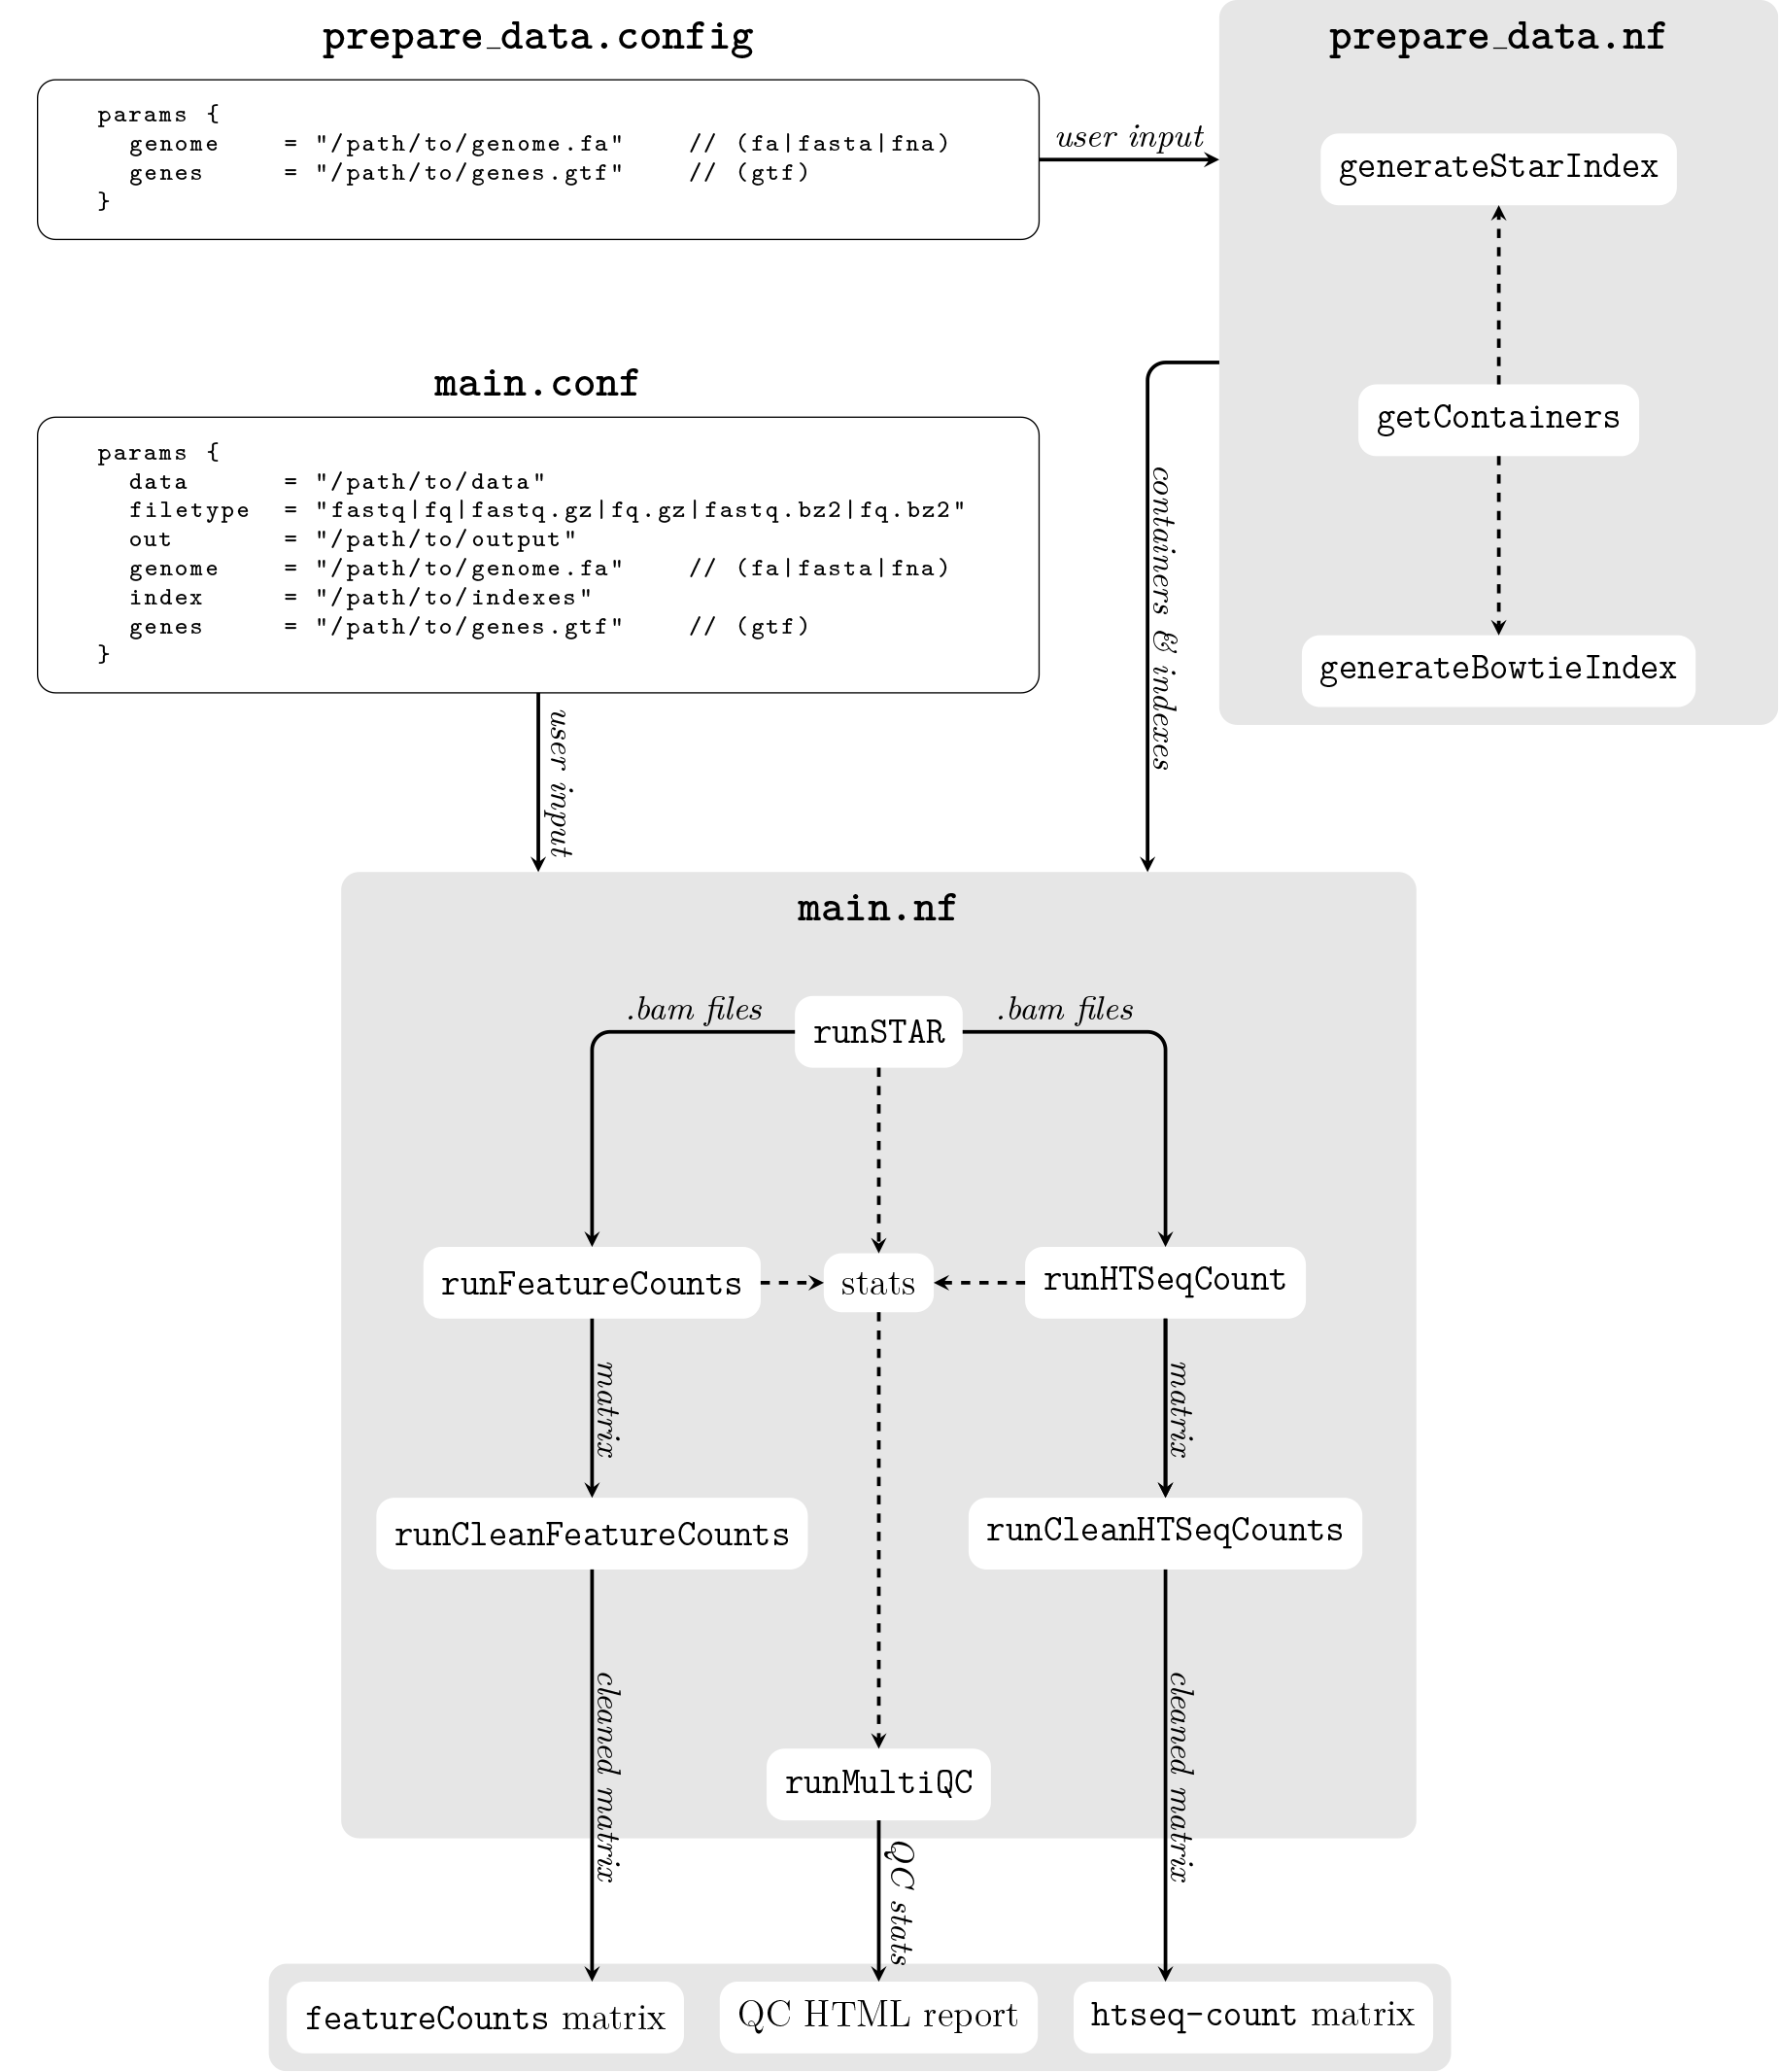 prepare_data.config
params {
  genome    = "/path/to/genome.fa"    // (fa|fasta|fna)
  genes     = "/path/to/genes.gtf"    // (gtf)
}
user input
prepare_data.nf
generateStarIndex
getContainers
generateBowtieIndex
main.conf
params {
  data      = "/path/to/data"
  filetype  = "fastq|fq|fastq.gz|fq.gz|fastq.bz2|fq.bz2"
  out       = "/path/to/output"
  genome    = "/path/to/genome.fa"    // (fa|fasta|fna)
  index     = "/path/to/indexes"
  genes     = "/path/to/genes.gtf"    // (gtf)
}
user input
containers & indexes
main.nf
.bam files
runSTAR
.bam files
runFeatureCounts
stats
runHTSeqCount
matrix
matrix
runCleanFeatureCounts
runCleanHTSeqCounts
cleaned matrix
cleaned matrix
runMultiQC
QC stats
featureCounts matrix
QC HTML report
htseq-count matrix